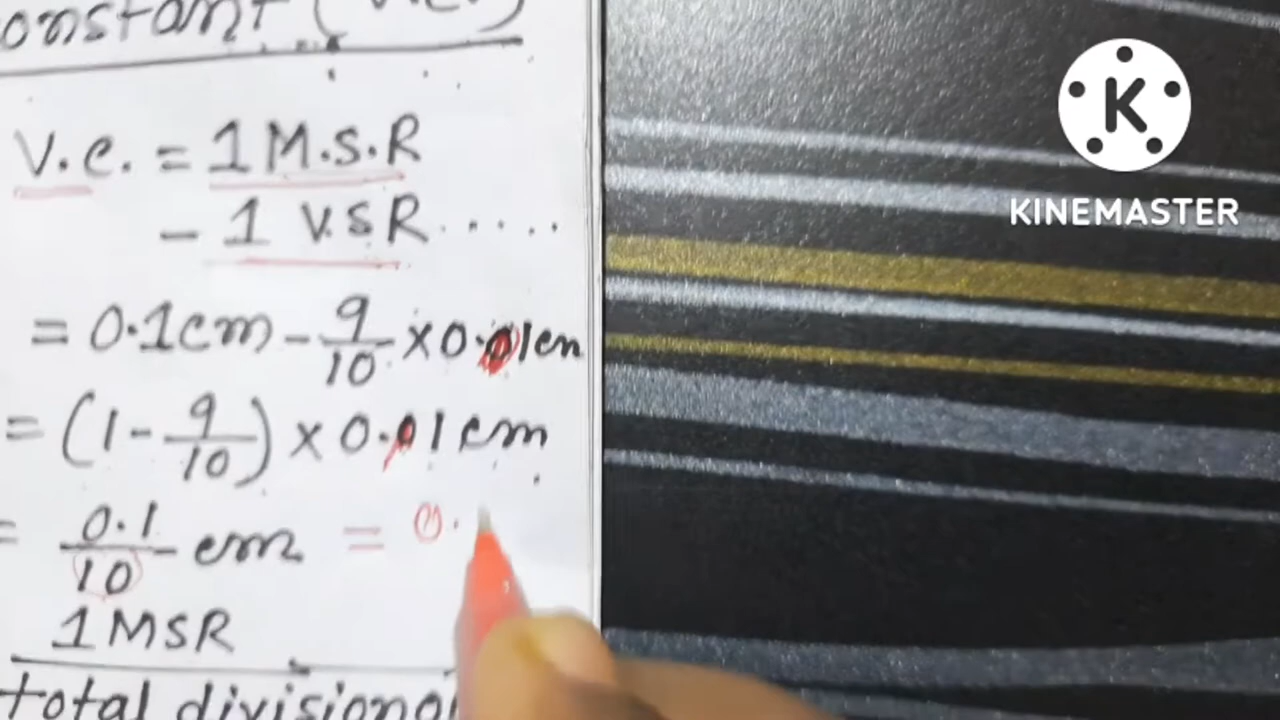 onstant (V.C.)
V.C. = 1 M.S.R
- 1 V.S.R.....
= 0.1cm - 9/10 × 0.01cm
= (1 - 9/10) × 0.01cm
= 0.1/10 cm = 0.
1 MSR
total divisiono
K
KINEMASTER